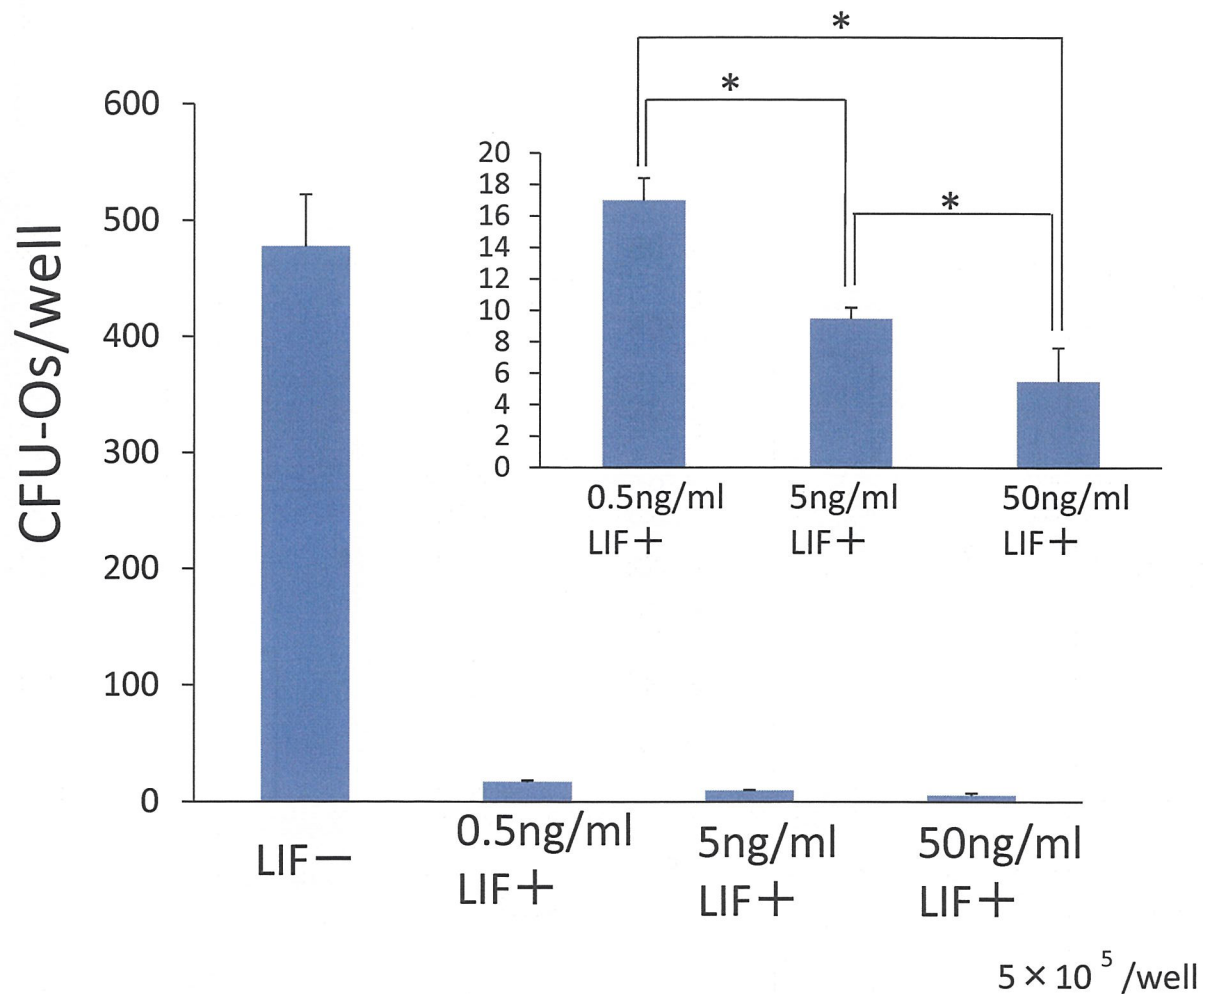 CFU-Os/well
600
500
400
300
200
100
0
LIF−
0.5ng/ml
LIF+
5ng/ml
LIF+
50ng/ml
LIF+
20
18
16
14
12
10
8
6
4
2
0
0.5ng/ml
LIF+
5ng/ml
LIF+
50ng/ml
LIF+
*
*
*
5×10⁵/well